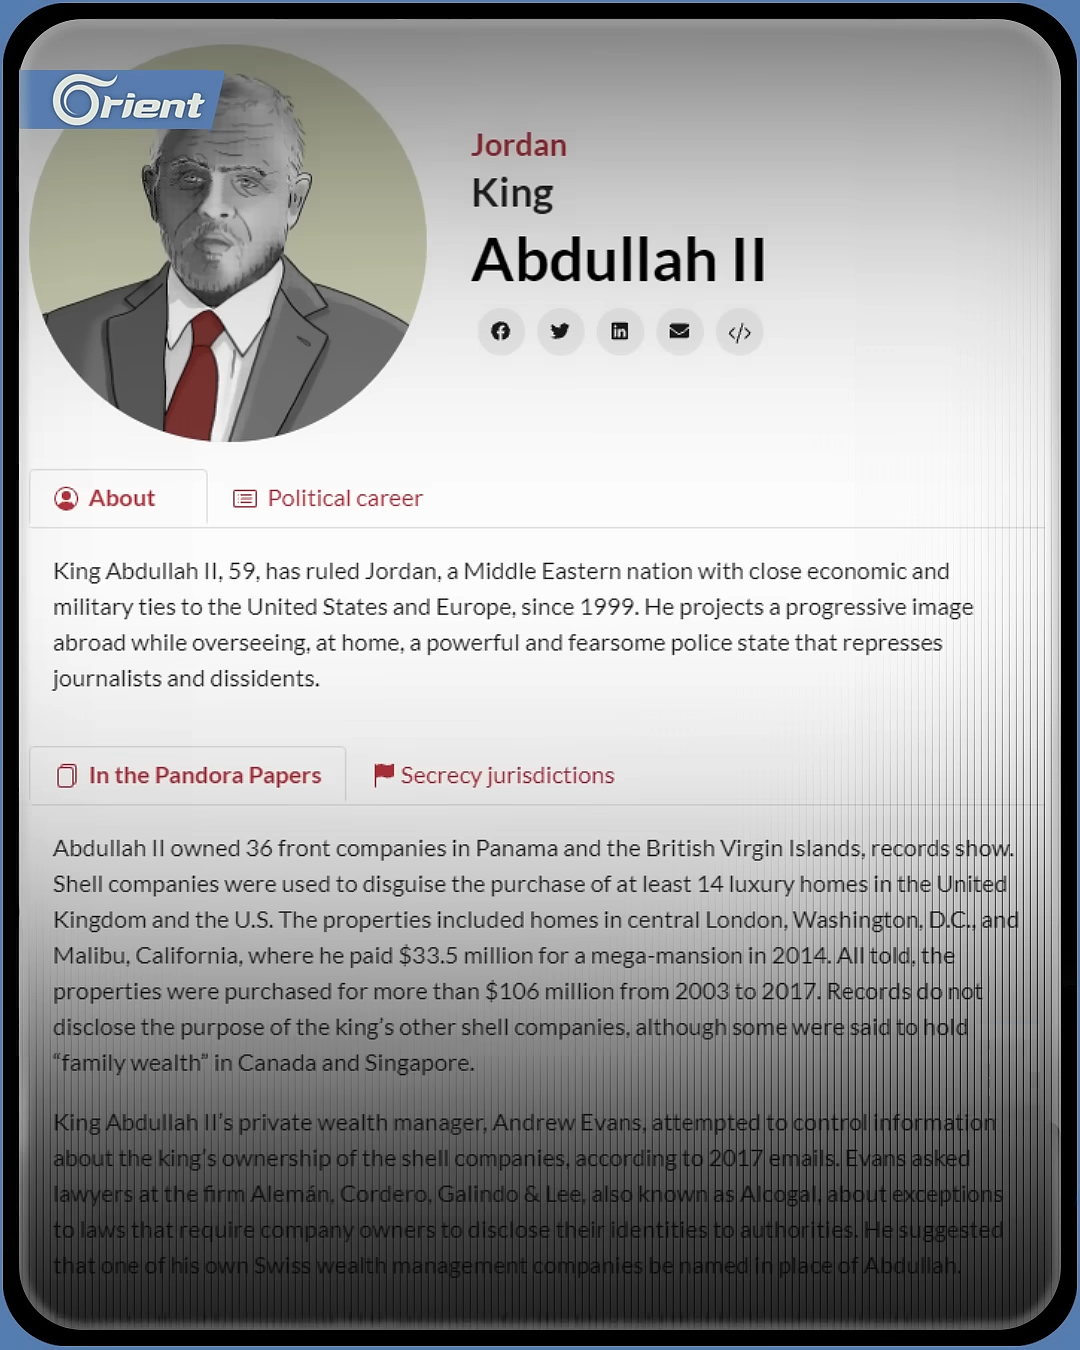 Orient
Jordan
King
Abdullah II
About
Political career
King Abdullah II, 59, has ruled Jordan, a Middle Eastern nation with close economic and
military ties to the United States and Europe, since 1999. He projects a progressive image
abroad while overseeing, at home, a powerful and fearsome police state that represses
journalists and dissidents.
In the Pandora Papers
Secrecy jurisdictions
Abdullah II owned 36 front companies in Panama and the British Virgin Islands, records show.
Shell companies were used to disguise the purchase of at least 14 luxury homes in the United
Kingdom and the U.S. The properties included homes in central London, Washington, D.C., and
Malibu, California, where he paid $33.5 million for a mega-mansion in 2014. All told, the
properties were purchased for more than $106 million from 2003 to 2017. Records do not
disclose the purpose of the king’s other shell companies, although some were said to hold
“family wealth” in Canada and Singapore.
King Abdullah II’s private wealth manager, Andrew Evans, attempted to control information
about the king’s ownership of the shell companies, according to 2017 emails. Evans asked
lawyers at the firm Alemán, Cordero, Galindo & Lee, also known as Alcogal, about exceptions
to laws that require company owners to disclose their identities to authorities. He suggested
that one of his own Swiss wealth management companies be named in place of Abdullah.